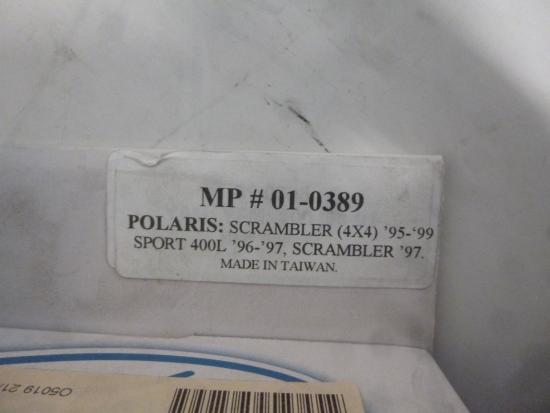 MP # 01-0389
POLARIS: SCRAMBLER (4X4) '95-'99
SPORT 400L '96-'97, SCRAMBLER '97.
MADE IN TAIWAN.